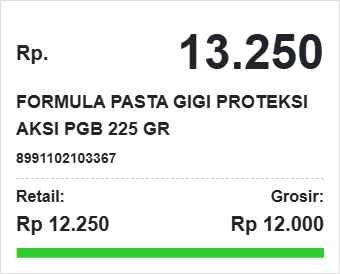 Rp. 13.250
FORMULA PASTA GIGI PROTEKSI
AKSI PGB 225 GR
8991102103367
Retail: Grosir:
Rp 12.250 Rp 12.000